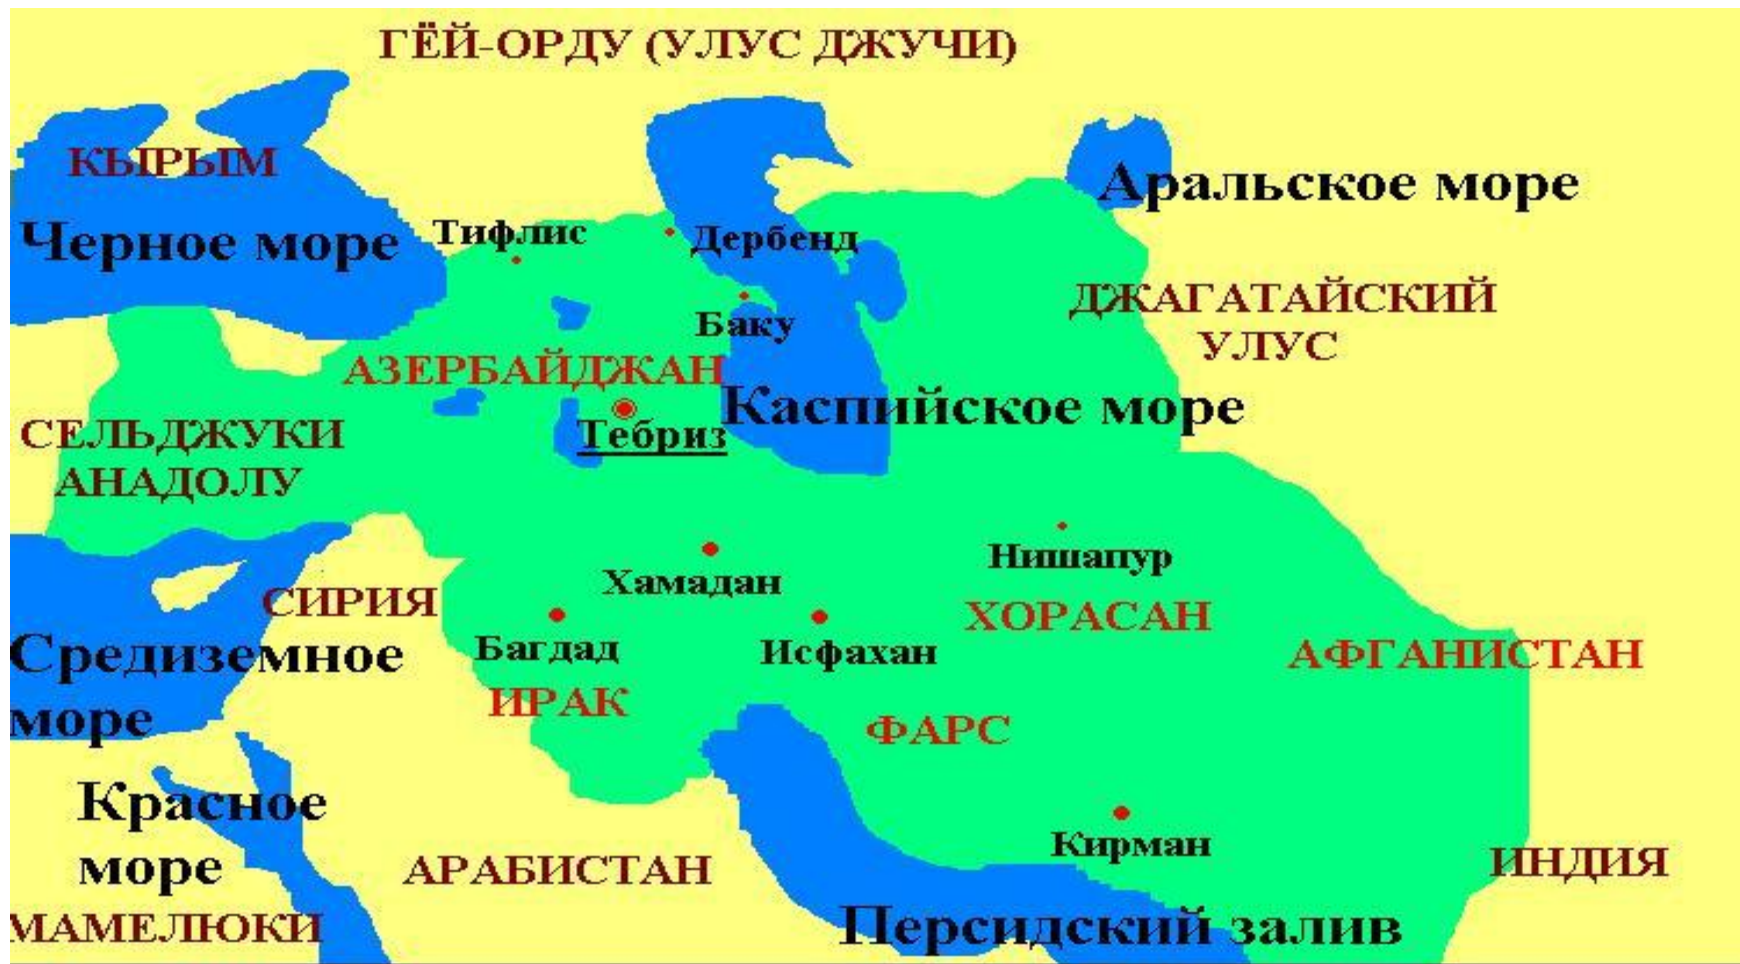 ГЁЙ-ОРДУ (УЛУС ДЖУЧИ)
КЫРЫМ
Аральское море
Черное море
Тифлис
Дербенд
ДЖАГАТАЙСКИЙ
УЛУС
Баку
АЗЕРБАЙДЖАН
Каспийское море
Тебриз
СЕЛЬДЖУКИ
АНАДОЛУ
Нишапур
Хамадан
СИРИЯ
ХОРАСАН
Багдад
Исфахан
АФГАНИСТАН
Средиземное
море
ИРАК
ФАРС
Красное
море
Кирман
АРАБИСТАН
ИНДИЯ
МАМЕЛЮКИ
Персидский залив